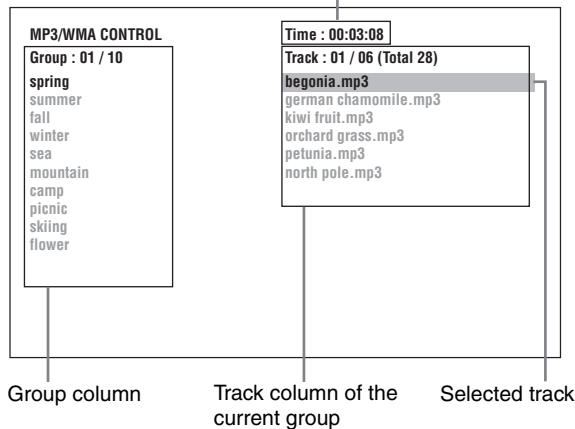 MP3/WMA CONTROL
Group : 01 / 10
spring
summer
fall
winter
sea
mountain
camp
picnic
skiing
flower
Time : 00:03:08
Track : 01 / 06 (Total 28)
begonia.mp3
german chamomile.mp3
kiwi fruit.mp3
orchard grass.mp3
petunia.mp3
north pole.mp3
Group column
Track column of the
current group
Selected track